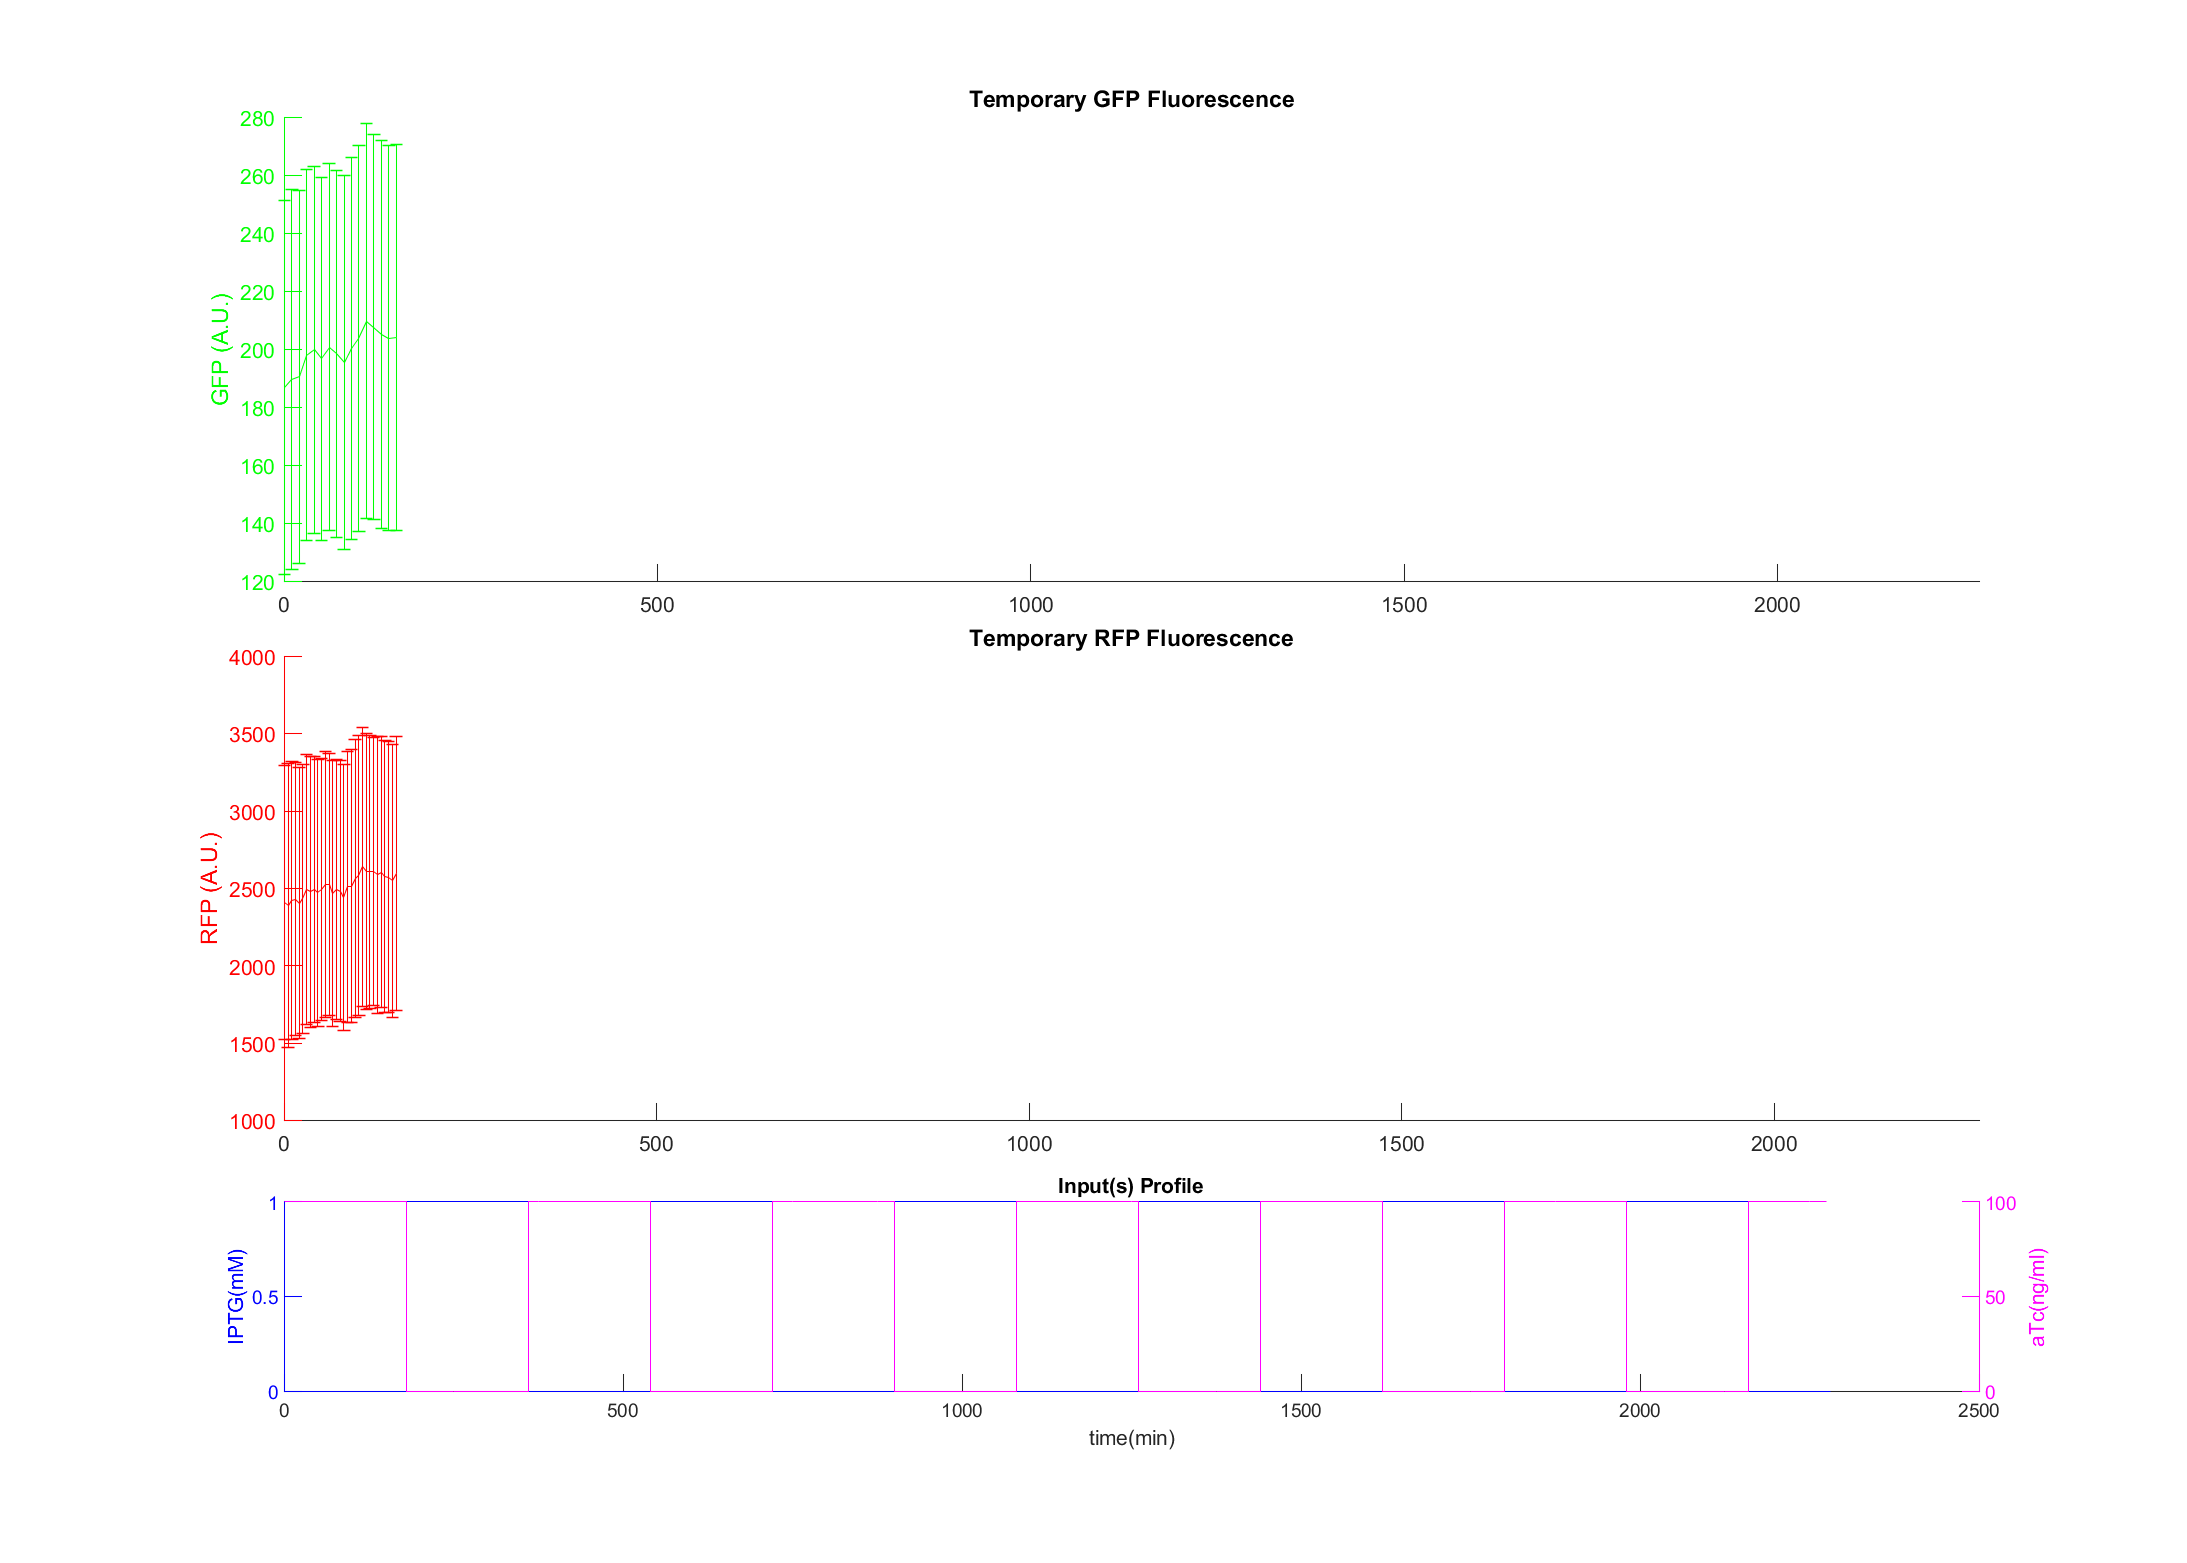 Temporary GFP Fluorescence
280
260
240
220
200
180
160
140
120
GFP (A.U.)
0 500 1000 1500 2000
Temporary RFP Fluorescence
4000
3500
3000
2500
2000
1500
1000
RFP (A.U.)
0 500 1000 1500 2000
Input(s) Profile
1
0.5
0
IPTG(mM)
100
50
0
aTc(ng/ml)
0 500 1000 1500 2000 2500
time(min)